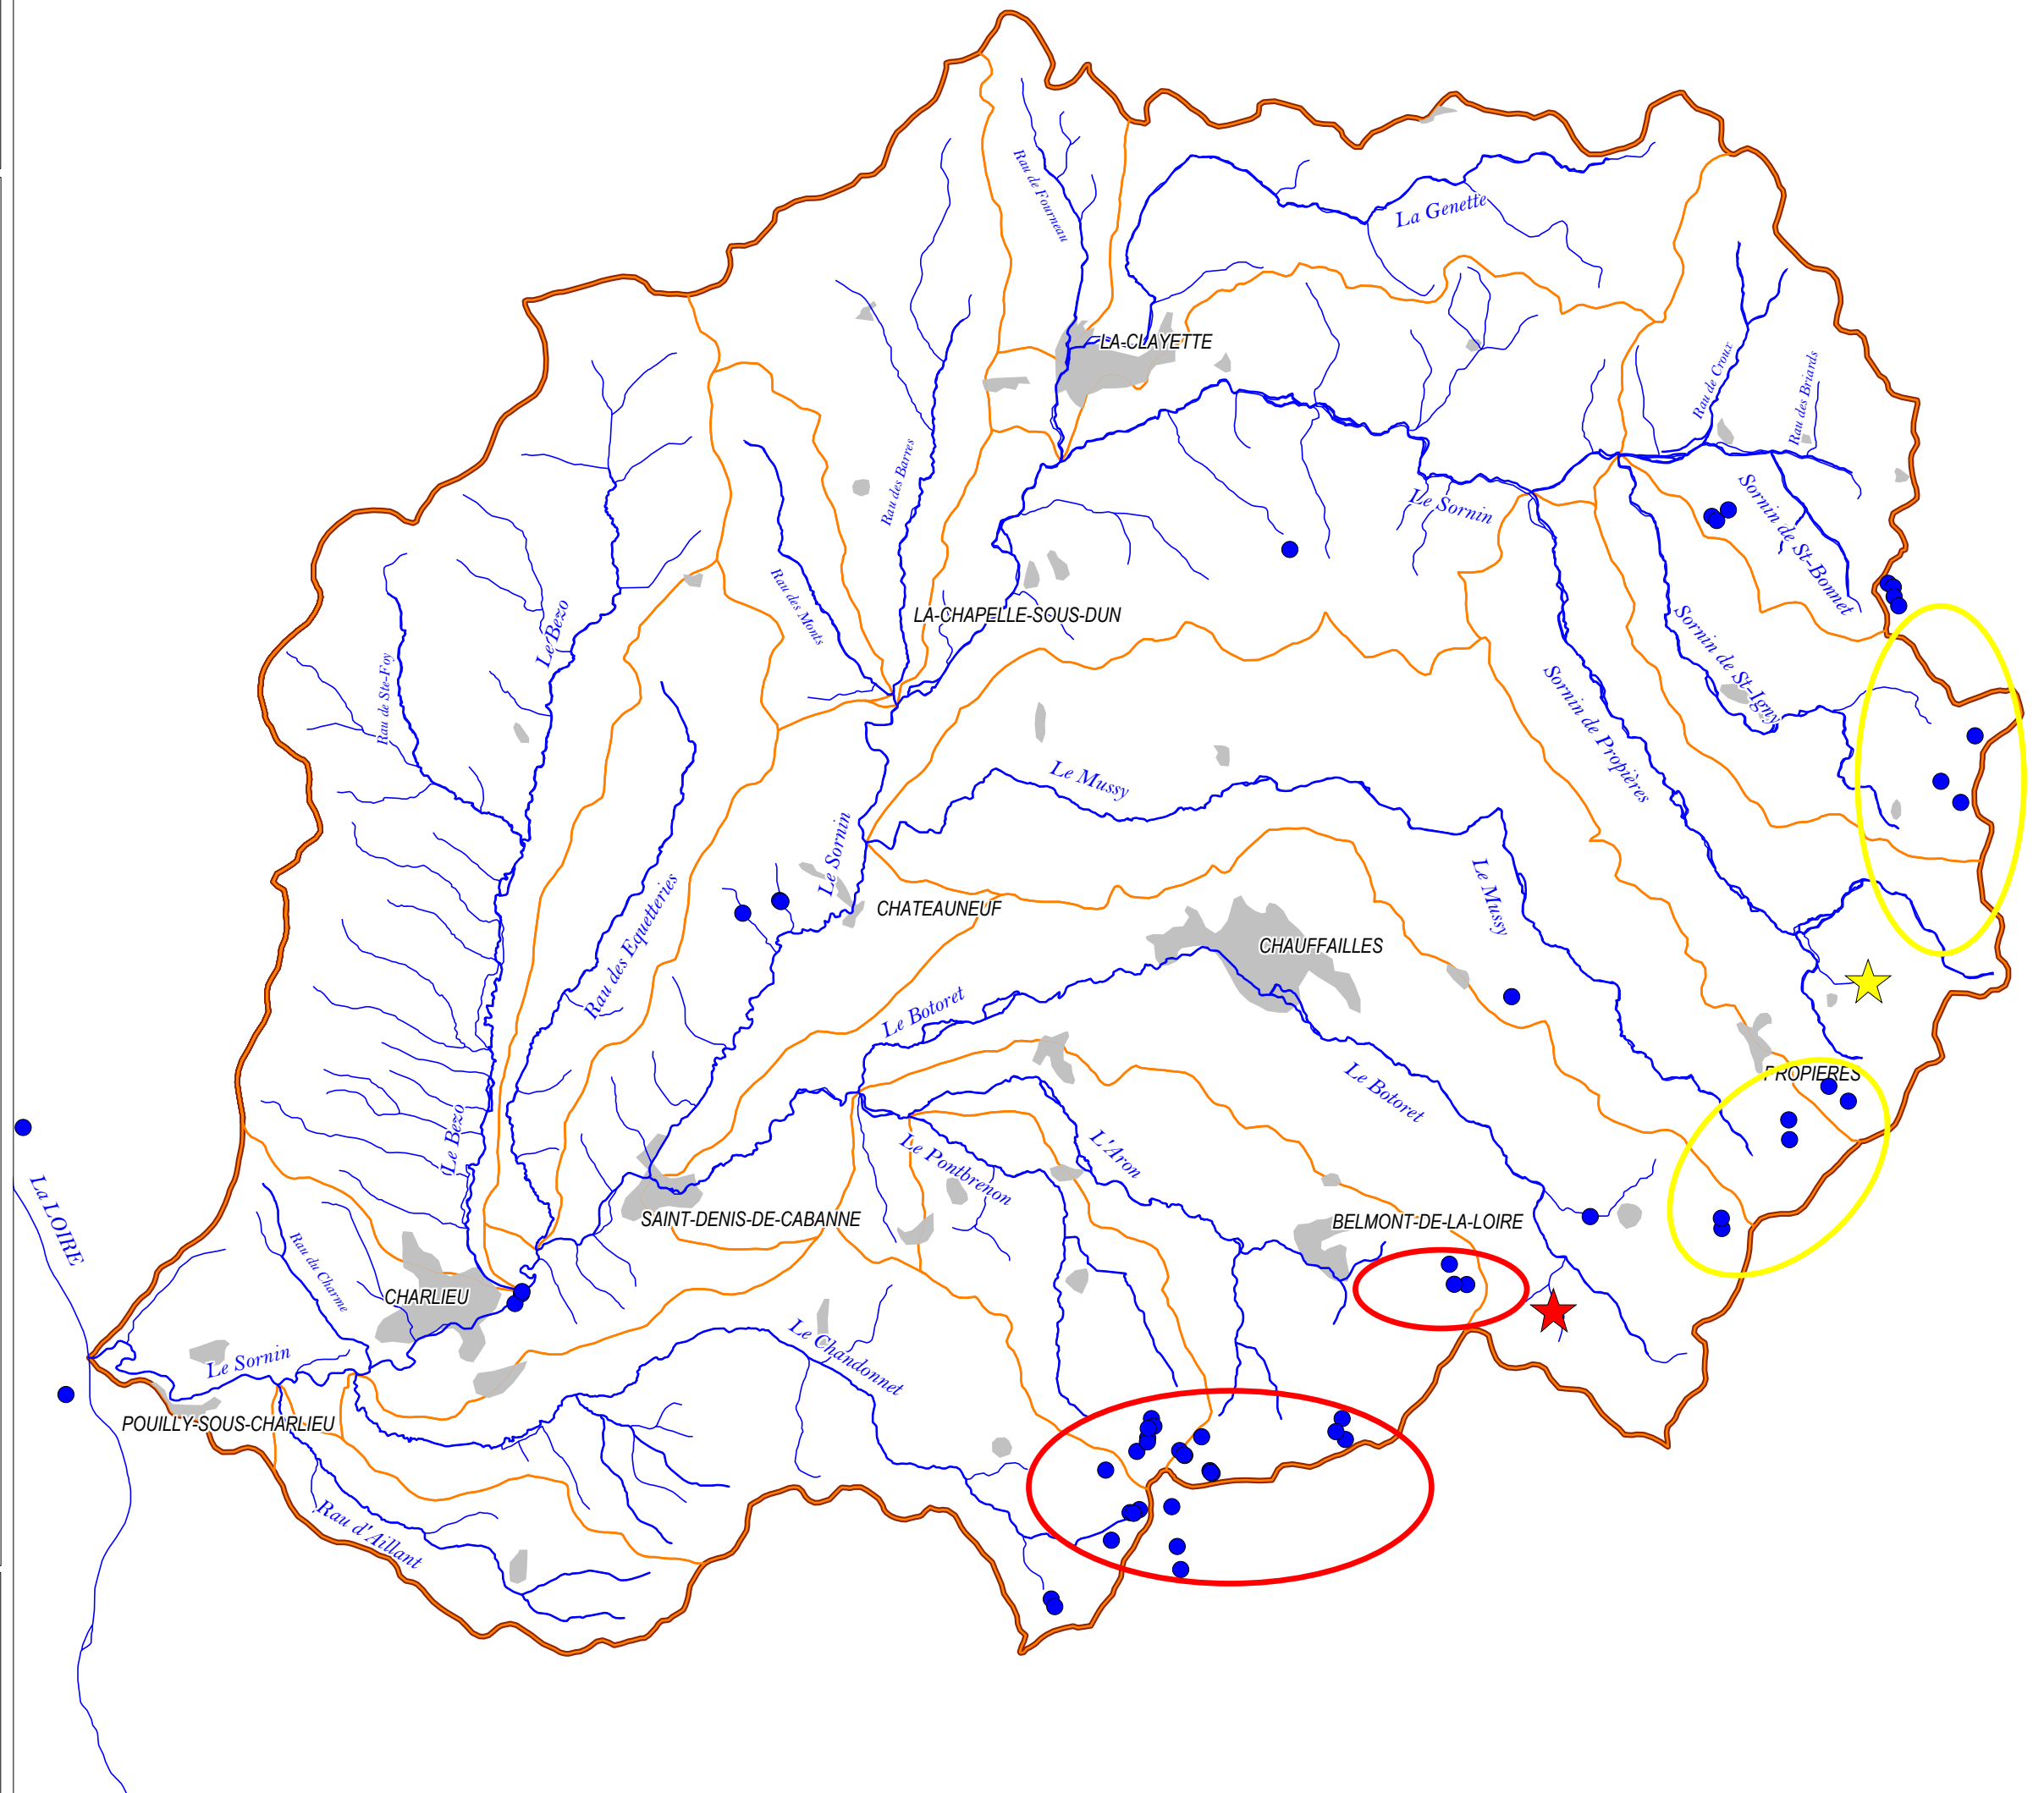 Rau de Fourneau
La Genette
LA-CLAYETTE
Rau de Croux
Rau des Briards
Rau des Barres
Le Sornin
Sornin de St-Bonnet
Rau des Monts
LA-CHAPELLE-SOUS-DUN
Le Bezo
Rau de Ste-Foy
Sornin de St-Igny
Sornin de Propières
Le Mussy
Le Sornin
Le Mussy
CHATEAUNEUF
Rau des Equetteries
CHAUFFAILLES
Le Botoret
PROPIERES
Le Botoret
Le Bezo
L'Aron
Le Pontbrenon
La LOIRE
SAINT-DENIS-DE-CABANNE
BELMONT-DE-LA-LOIRE
Rau du Charme
CHARLIEU
Le Sornin
Le Chandonnet
POUILLY-SOUS-CHARLIEU
Rau d'Aillant